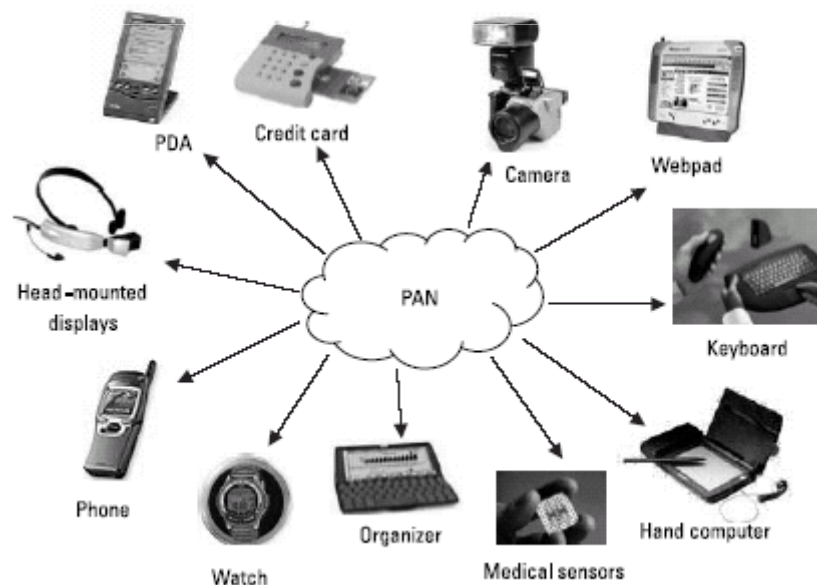 PDA
Credit card
Camera
Webpad
Head-mounted
displays
PAN
Keyboard
Phone
Watch
Organizer
Medical sensors
Hand computer